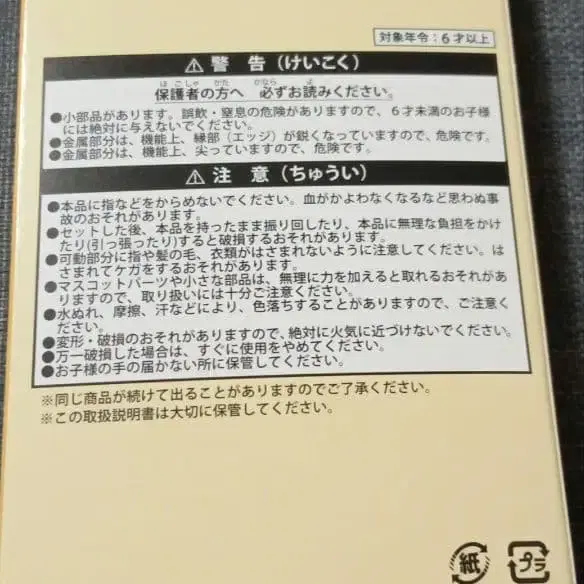 対象年令：6才以上
⚠ 警 告（けいこく）
保護者の方へ 必ずお読みください。
●小部品があります。誤飲・窒息の危険がありますので、6才未満のお子様
には絶対に与えないでください。
●金属部分は、機能上、縁部（エッジ）が鋭くなっていますので、危険です。
●金属部分は、機能上、尖っていますので、危険です。
⚠ 注 意（ちゅうい）
●本品に指などをからめないでください。血がかよわなくなるなど思わぬ事
故のおそれがあります。
●セットした後、本品を持ったまま振り回したり、本品に無理な負担をかけ
たり(引っ張ったり)すると破損するおそれがあります。
●可動部分に指や髪の毛、衣類がはさまれないように注意してください。は
さまれてケガをするおそれがあります。
●マスコットパーツや小さな部品は、無理に力を加えると取れるおそれがあ
りますので、取り扱いには十分ご注意ください。
●水ぬれ、摩擦、汗などにより、色落ちすることがありますので、ご注意く
ださい。
●変形・破損のおそれがありますので、絶対に火気に近づけないでください。
●万一破損した場合は、すぐに使用をやめてください。
●お子様の手の届かない所に保管してください。
※同じ商品が続けて出ることがありますのでご了承ください。
※この取扱説明書は大切に保管してください。
紙 プラ